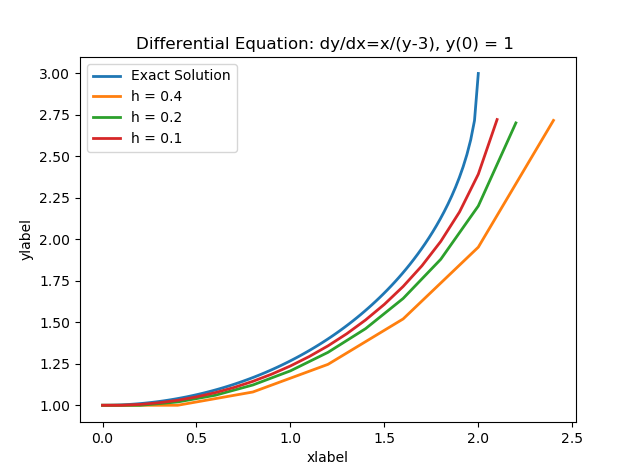 Differential Equation: dy/dx=x/(y-3), y(0) = 1
Exact Solution
h = 0.4
h = 0.2
h = 0.1
3.00
2.75
2.50
2.25
2.00
1.75
1.50
1.25
1.00
ylabel
0.0 0.5 1.0 1.5 2.0 2.5
xlabel